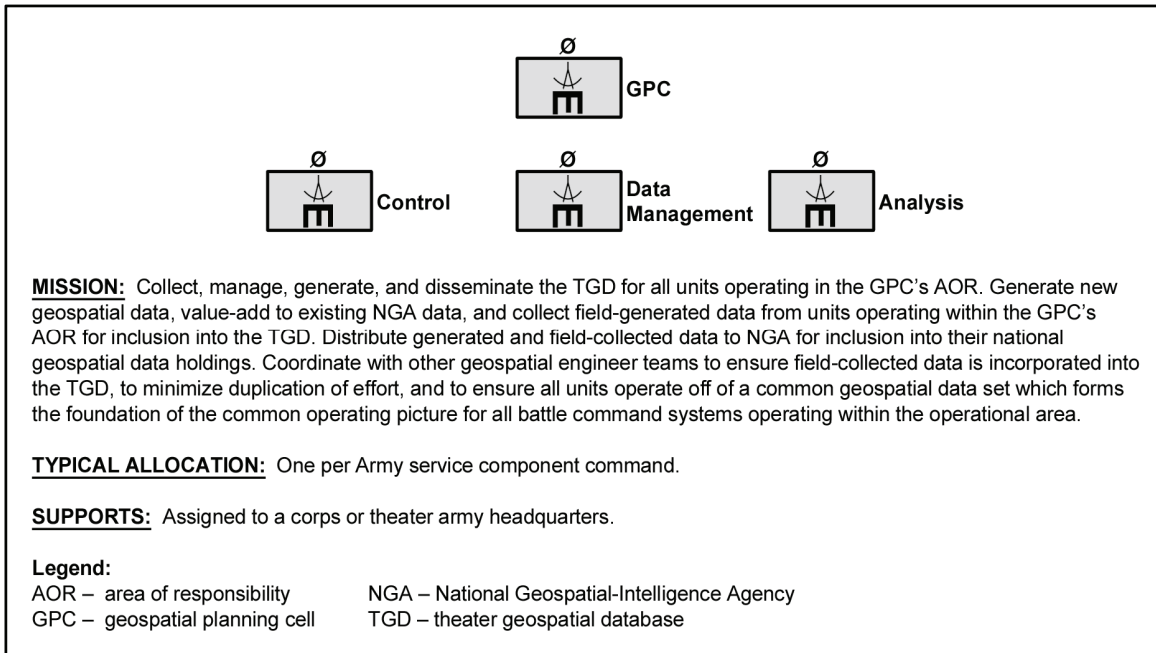 Ø
GPC
Ø
Control
Ø
Data
Management
Ø
Analysis
MISSION: Collect, manage, generate, and disseminate the TGD for all units operating in the GPC's AOR. Generate new
geospatial data, value-add to existing NGA data, and collect field-generated data from units operating within the GPC's
AOR for inclusion into the TGD. Distribute generated and field-collected data to NGA for inclusion into their national
geospatial data holdings. Coordinate with other geospatial engineer teams to ensure field-collected data is incorporated into
the TGD, to minimize duplication of effort, and to ensure all units operate off of a common geospatial data set which forms
the foundation of the common operating picture for all battle command systems operating within the operational area.
TYPICAL ALLOCATION: One per Army service component command.
SUPPORTS: Assigned to a corps or theater army headquarters.
Legend:
AOR – area of responsibility NGA – National Geospatial-Intelligence Agency
GPC – geospatial planning cell TGD – theater geospatial database